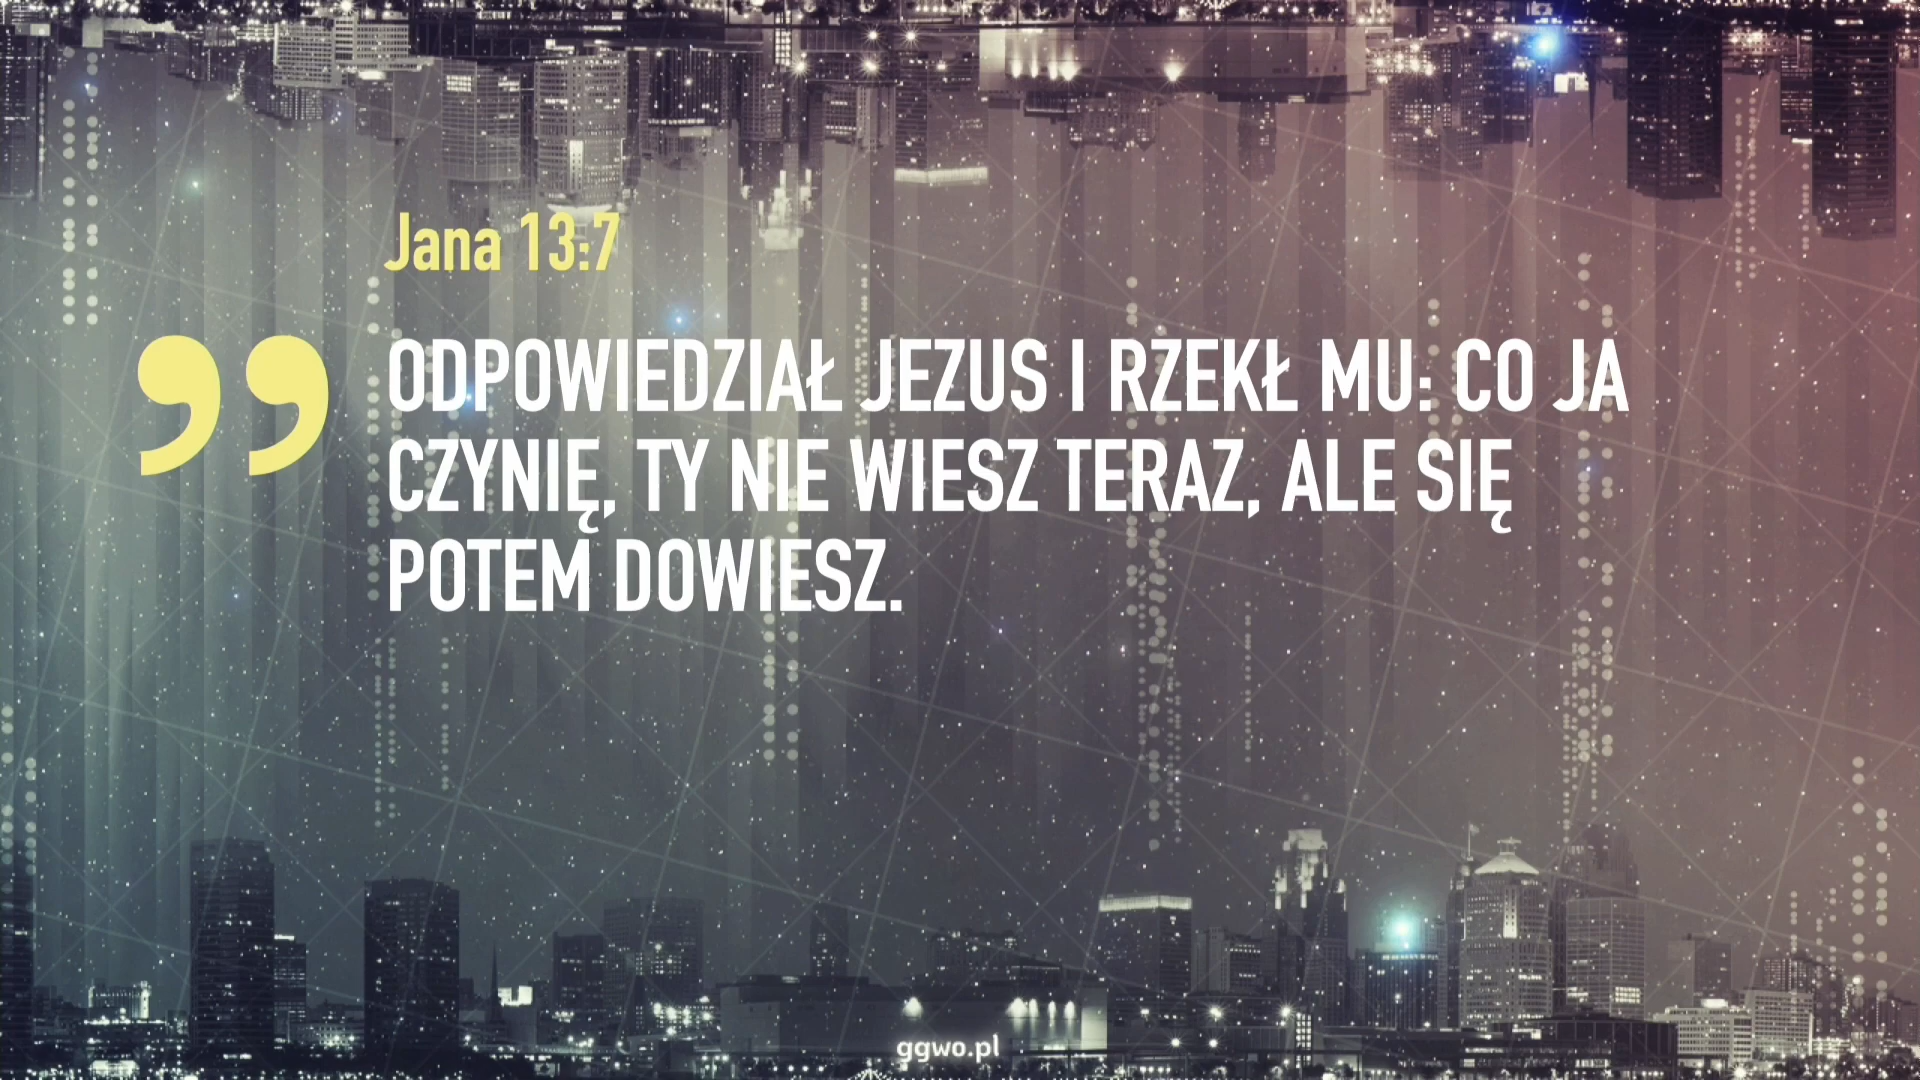 Jana 13:7
”
ODPOWIEDZIAŁ JEZUS I RZEKŁ MU: CO JA
CZYNIĘ, TY NIE WIESZ TERAZ, ALE SIĘ
POTEM DOWIESZ.
ggwo.pl